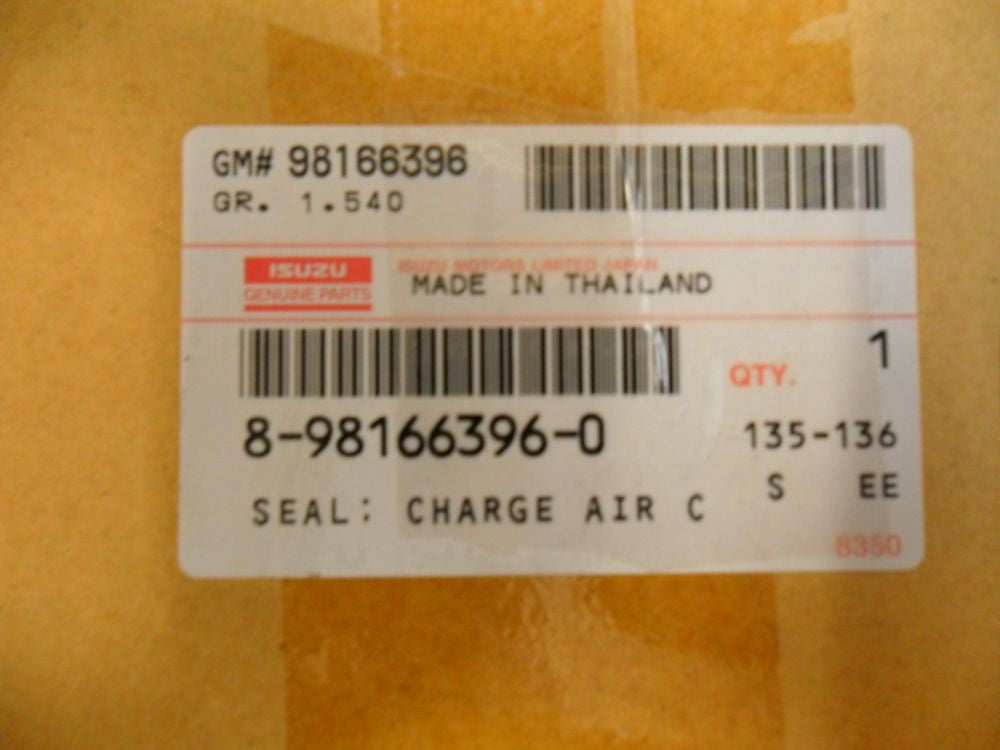 GM# 98166396
GR. 1.540
ISUZU
GENUINE PARTS
ISUZU MOTORS LIMITED JAPAN
MADE IN THAILAND
1
QTY.
8-98166396-0
135-136
S EE
SEAL: CHARGE AIR C
8350